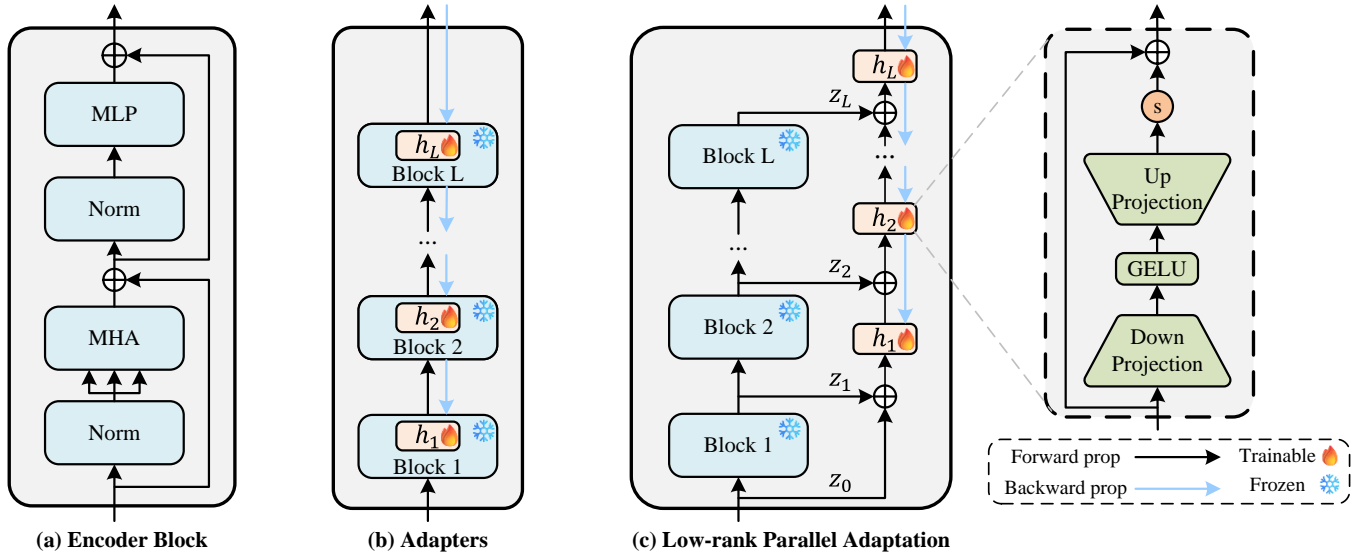 MLP
Norm
MHA
Norm
(a) Encoder Block
h_L
Block L
...
h_2
Block 2
h_1
Block 1
(b) Adapters
h_L
z_L
Block L
...
...
h_2
z_2
Block 2
h_1
z_1
Block 1
z_0
(c) Low-rank Parallel Adaptation
s
Up
Projection
GELU
Down
Projection
Forward prop
Trainable
Backward prop
Frozen